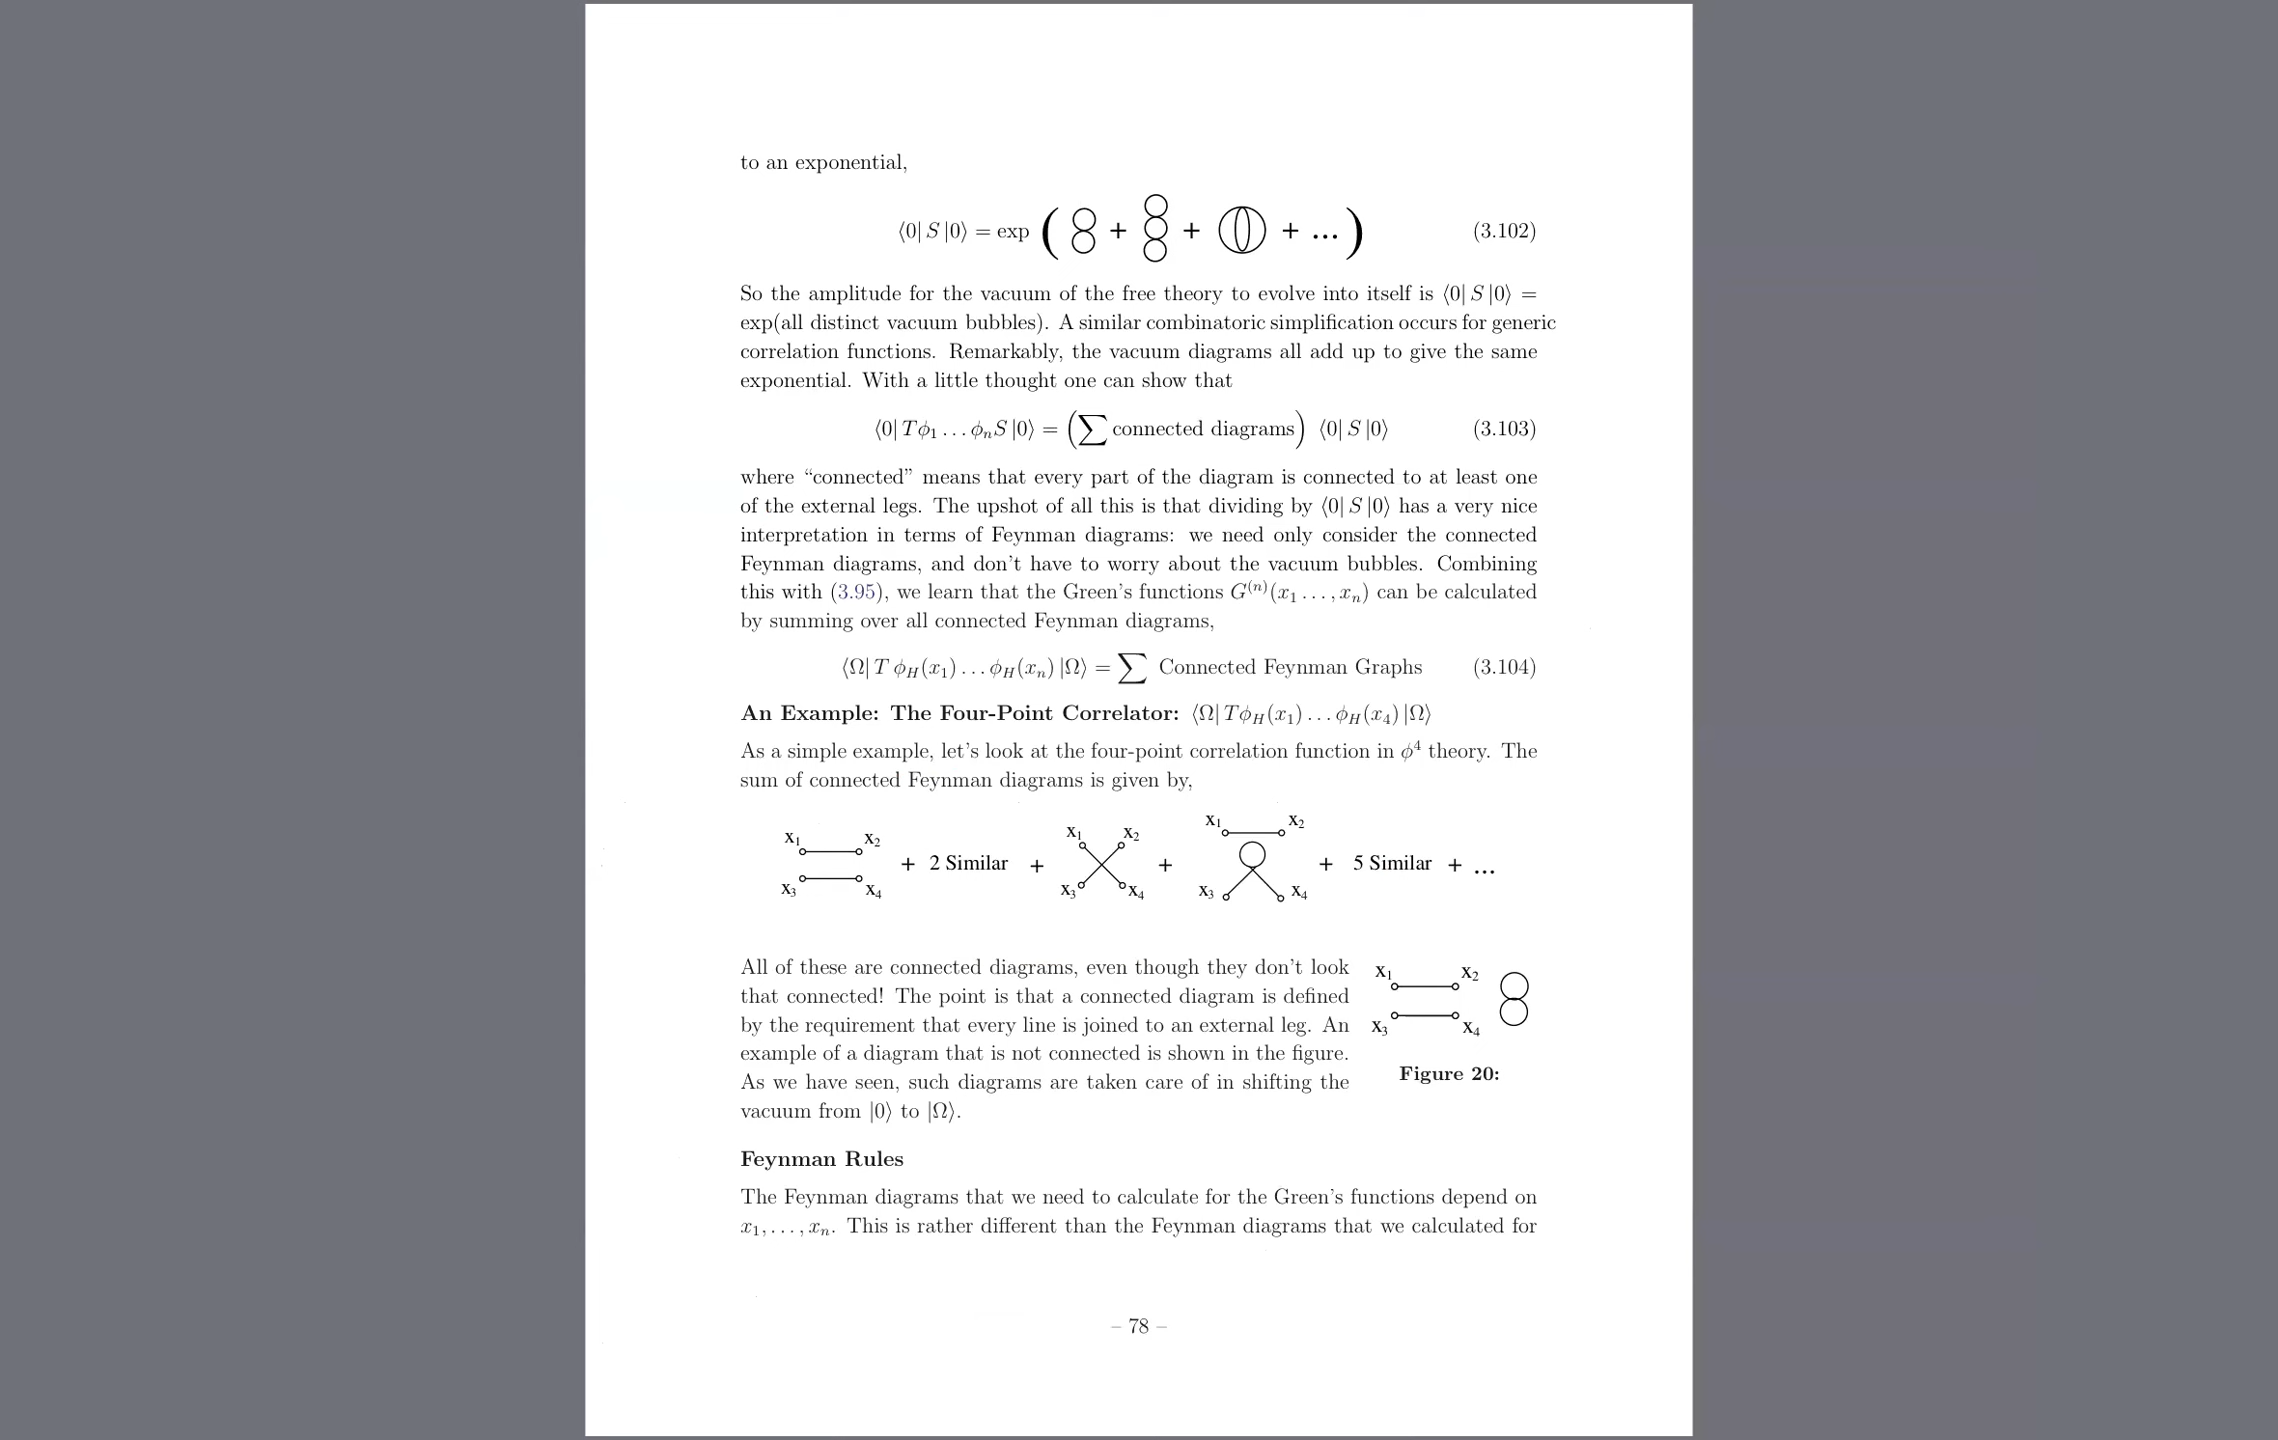 to an exponential,
⟨0| S |0⟩ = exp ( + + + ... ) (3.102)
So the amplitude for the vacuum of the free theory to evolve into itself is ⟨0| S |0⟩ =
exp(all distinct vacuum bubbles). A similar combinatoric simplification occurs for generic
correlation functions. Remarkably, the vacuum diagrams all add up to give the same
exponential. With a little thought one can show that
⟨0| Tϕ₁ . . . ϕₙS |0⟩ = (∑ connected diagrams) ⟨0| S |0⟩ (3.103)
where “connected” means that every part of the diagram is connected to at least one
of the external legs. The upshot of all this is that dividing by ⟨0| S |0⟩ has a very nice
interpretation in terms of Feynman diagrams: we need only consider the connected
Feynman diagrams, and don’t have to worry about the vacuum bubbles. Combining
this with (3.95), we learn that the Green’s functions G⁽ⁿ⁾(x₁ . . . , xₙ) can be calculated
by summing over all connected Feynman diagrams,
⟨Ω| T ϕ_H(x₁) . . . ϕ_H(xₙ) |Ω⟩ = ∑ Connected Feynman Graphs (3.104)
An Example: The Four-Point Correlator: ⟨Ω| Tϕ_H(x₁) . . . ϕ_H(x₄) |Ω⟩
As a simple example, let’s look at the four-point correlation function in ϕ⁴ theory. The
sum of connected Feynman diagrams is given by,
x₁ x₂ x₃ x₄ + 2 Similar + x₁ x₂ x₃ x₄ + x₁ x₂ x₃ x₄ + 5 Similar + ...
All of these are connected diagrams, even though they don’t look
that connected! The point is that a connected diagram is defined
by the requirement that every line is joined to an external leg. An
example of a diagram that is not connected is shown in the figure.
As we have seen, such diagrams are taken care of in shifting the
vacuum from |0⟩ to |Ω⟩.
x₁ x₂
x₃ x₄
Figure 20:
Feynman Rules
The Feynman diagrams that we need to calculate for the Green’s functions depend on
x₁, . . . , xₙ. This is rather different than the Feynman diagrams that we calculated for
– 78 –